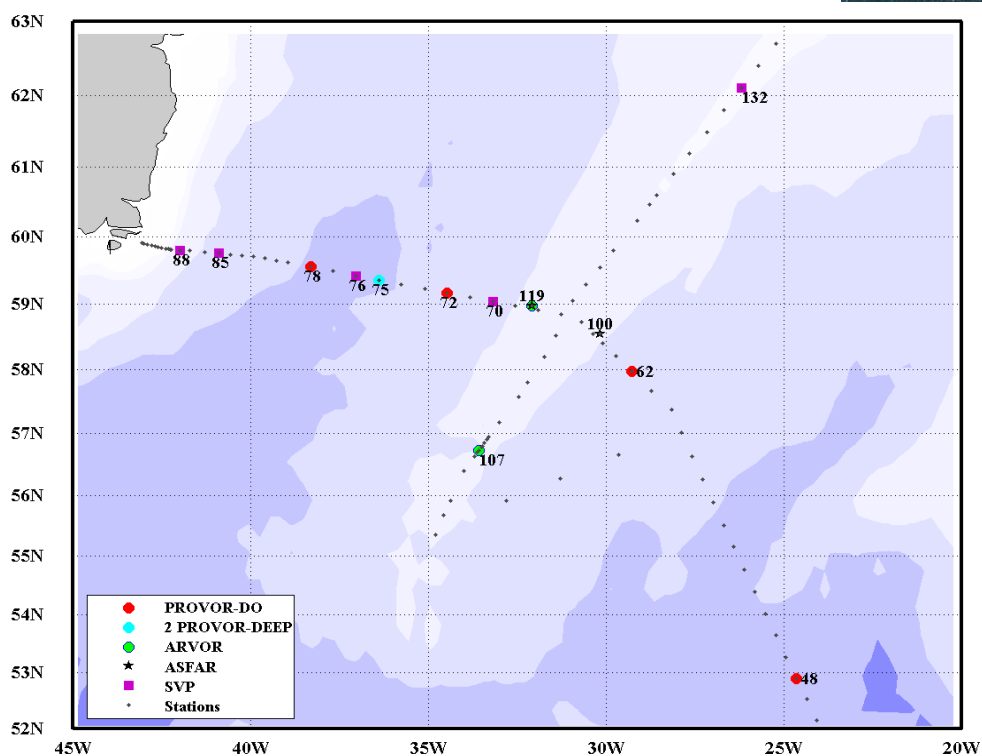 63N
62N
132
61N
60N
88
85
78
76
75
59N
72
70
119
100
58N
62
57N
107
56N
55N
54N
PROVOR-DO
2 PROVOR-DEEP
ARVOR
ASFAR
53N
SVP
48
Stations
52N
45W 40W 35W 30W 25W 20W